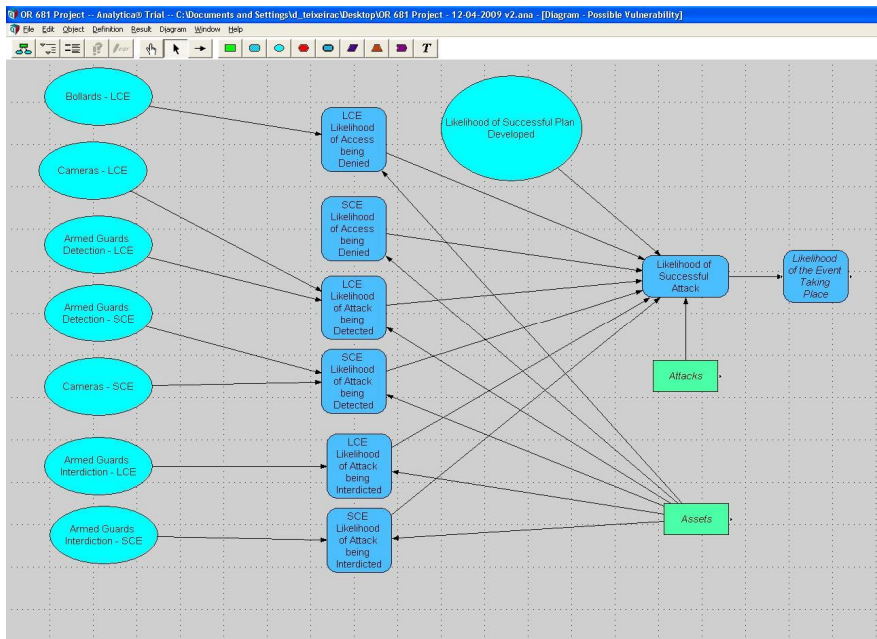 OR 681 Project -- Analytica® Trial -- C:\Documents and Settings\d_teixeirac\Desktop\OR 681 Project - 12-04-2009 v2.ana - [Diagram - Possible Vulnerability]
File Edit Object Definition Result Diagram Window Help
T
Bollards - LCE
Cameras - LCE
Armed Guards
Detection - LCE
Armed Guards
Detection - SCE
Cameras - SCE
Armed Guards
Interdiction - LCE
Armed Guards
Interdiction - SCE
LCE
Likelihood
of Access
being
Denied
SCE
Likelihood
of Access
being
Denied
LCE
Likelihood
of Attack
being
Detected
SCE
Likelihood
of Attack
being
Detected
LCE
Likelihood
of Attack
being
Interdicted
SCE
Likelihood
of Attack
being
Interdicted
Likelihood of Successful Plan
Developed
Likelihood of
Successful
Attack
Likelihood
of the Event
Taking
Place
Attacks
Assets